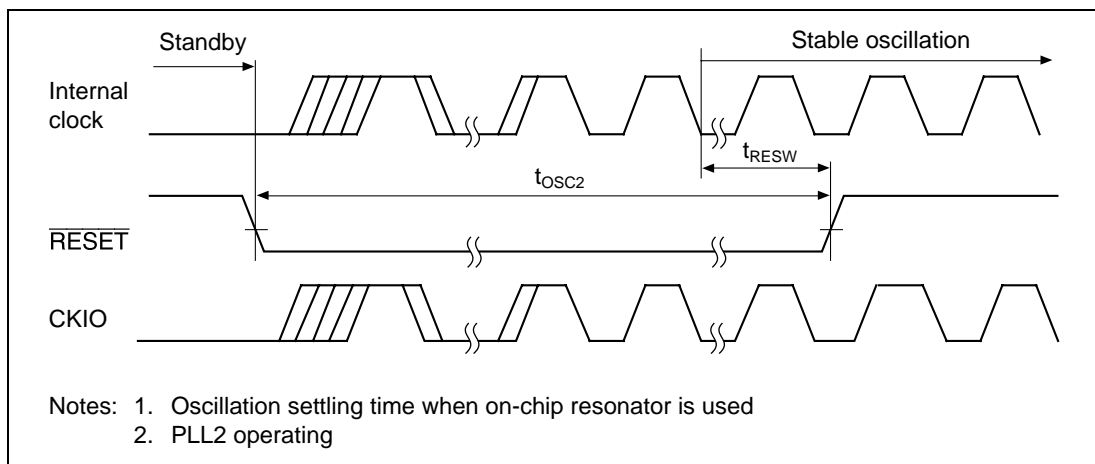 Standby
Stable oscillation
Internal
clock
tRESW
tOSC2
RESET
CKIO
Notes: 1. Oscillation settling time when on-chip resonator is used
2. PLL2 operating